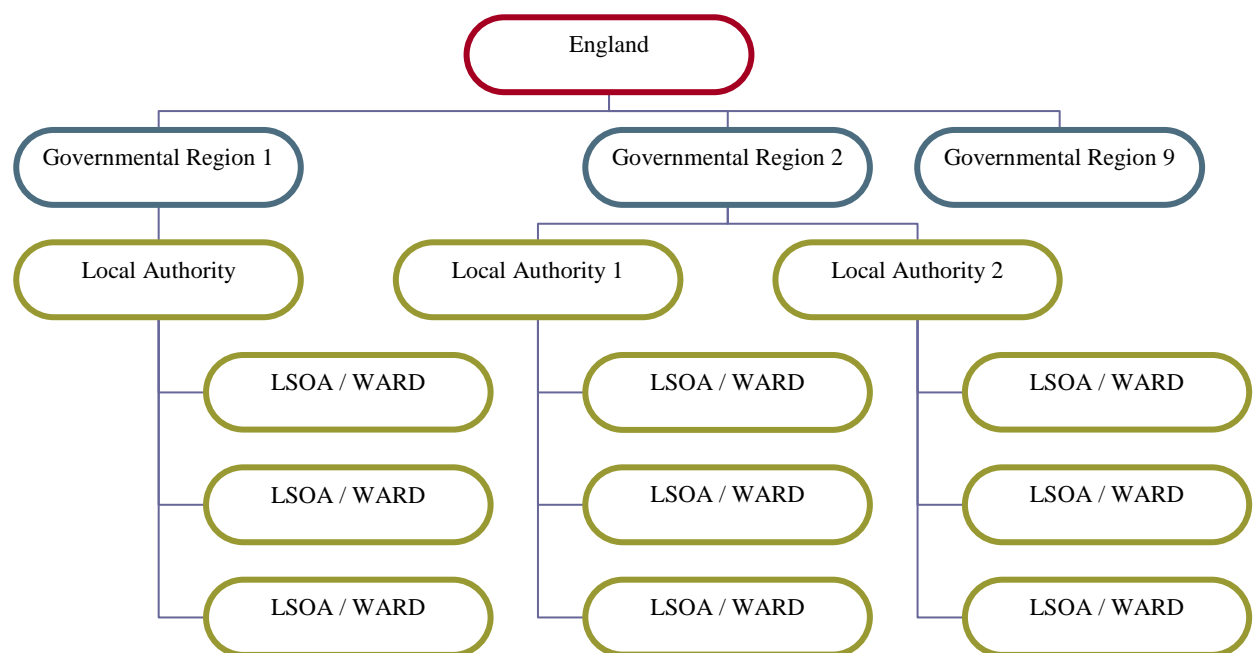 England
Governmental Region 1
Governmental Region 2
Governmental Region 9
Local Authority
Local Authority 1
Local Authority 2
LSOA / WARD
LSOA / WARD
LSOA / WARD
LSOA / WARD
LSOA / WARD
LSOA / WARD
LSOA / WARD
LSOA / WARD
LSOA / WARD